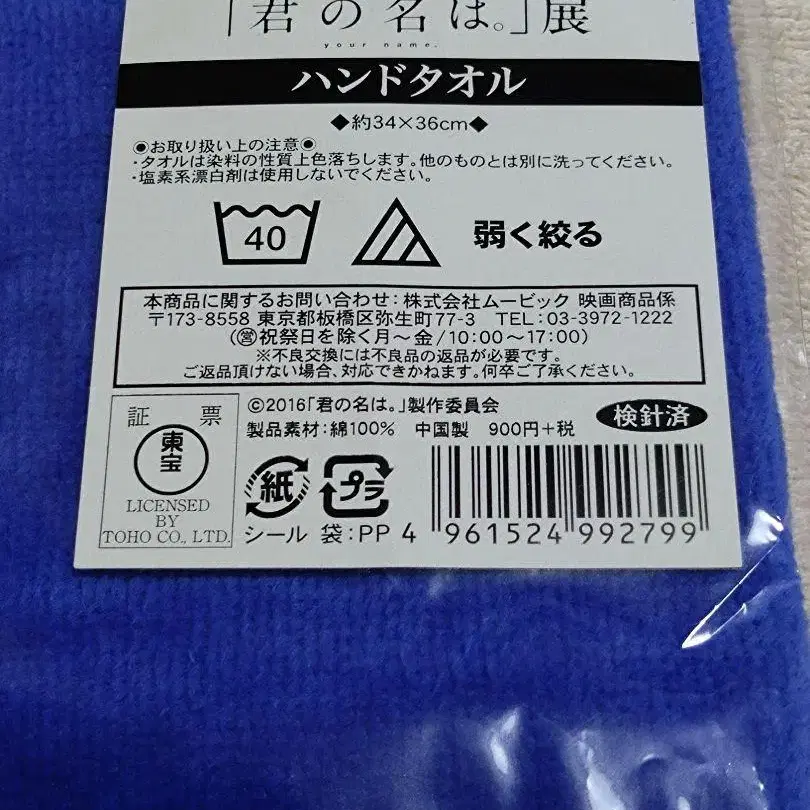 「君の名は。」展
your name.
ハンドタオル
◆約34×36cm◆
◉お取り扱い上の注意◉
・タオルは染料の性質上色落ちします。他のものとは別に洗ってください。
・塩素系漂白剤は使用しないでください。
40
弱く絞る
本商品に関するお問い合わせ：株式会社ムービック 映画商品係
〒173-8558 東京都板橋区弥生町77-3 TEL：03-3972-1222
(営祝祭日を除く月〜金/10:00〜17:00)
※不良交換には不良品の返品が必要です。
ご返品頂けない場合、対応できかねます。何卒ご了承ください。
証 票
東宝
LICENSED
BY
TOHO CO., LTD.
©2016「君の名は。」製作委員会
製品素材：綿100% 中国製 900円+税
検針済
紙
プラ
シール 袋：PP
4 961524 992799